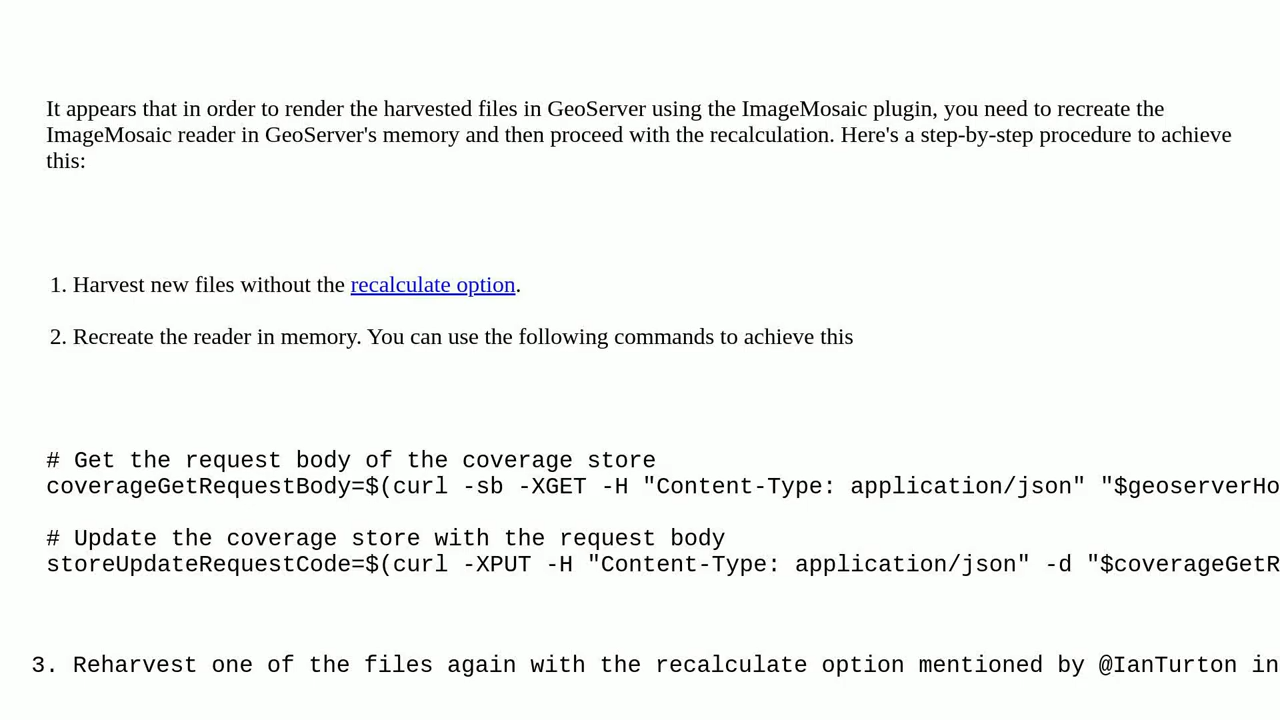 It appears that in order to render the harvested files in GeoServer using the ImageMosaic plugin, you need to recreate the
ImageMosaic reader in GeoServer's memory and then proceed with the recalculation. Here's a step-by-step procedure to achieve
this:
1. Harvest new files without the recalculate option.
2. Recreate the reader in memory. You can use the following commands to achieve this
# Get the request body of the coverage store
coverageGetRequestBody=$(curl -sb -XGET -H "Content-Type: application/json" "$geoserverHo
# Update the coverage store with the request body
storeUpdateRequestCode=$(curl -XPUT -H "Content-Type: application/json" -d "$coverageGetR
3. Reharvest one of the files again with the recalculate option mentioned by @IanTurton in